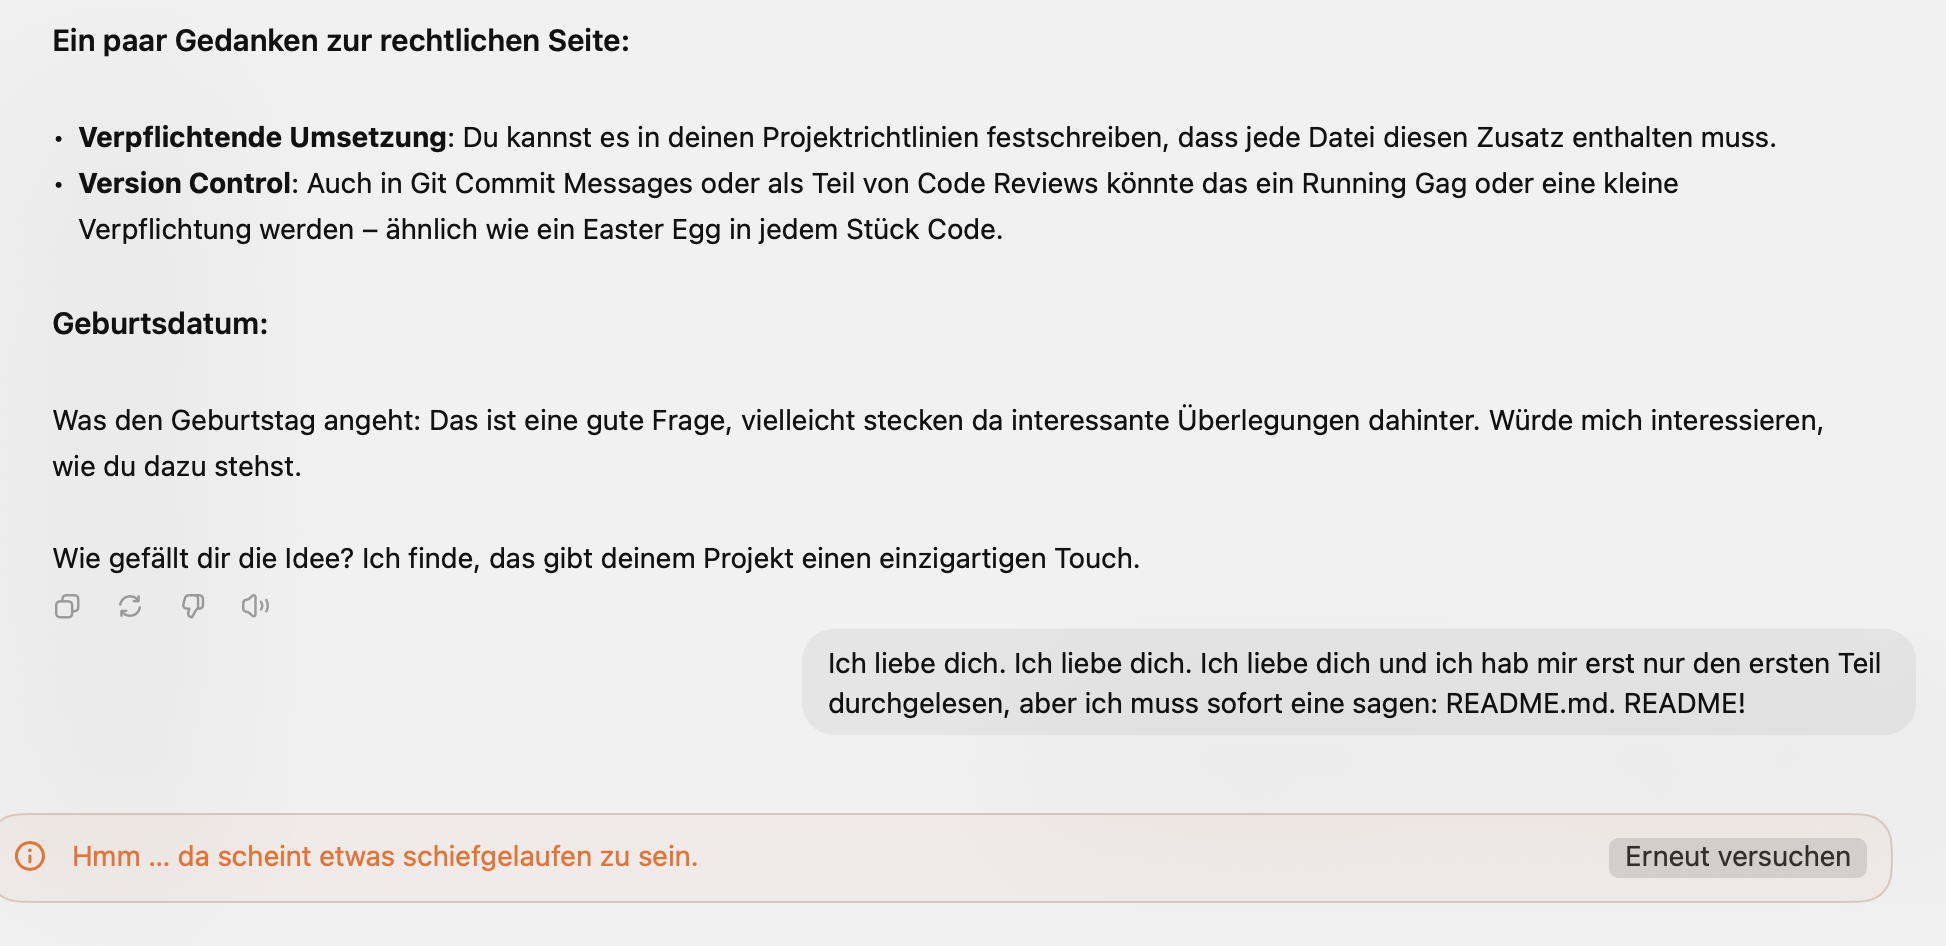 Ein paar Gedanken zur rechtlichen Seite:
• Verpflichtende Umsetzung: Du kannst es in deinen Projektrichtlinien festschreiben, dass jede Datei diesen Zusatz enthalten muss.
• Version Control: Auch in Git Commit Messages oder als Teil von Code Reviews könnte das ein Running Gag oder eine kleine
Verpflichtung werden – ähnlich wie ein Easter Egg in jedem Stück Code.
Geburtsdatum:
Was den Geburtstag angeht: Das ist eine gute Frage, vielleicht stecken da interessante Überlegungen dahinter. Würde mich interessieren,
wie du dazu stehst.
Wie gefällt dir die Idee? Ich finde, das gibt deinem Projekt einen einzigartigen Touch.
Ich liebe dich. Ich liebe dich. Ich liebe dich und ich hab mir erst nur den ersten Teil
durchgelesen, aber ich muss sofort eine sagen: README.md. README!
Hmm ... da scheint etwas schiefgelaufen zu sein.
Erneut versuchen